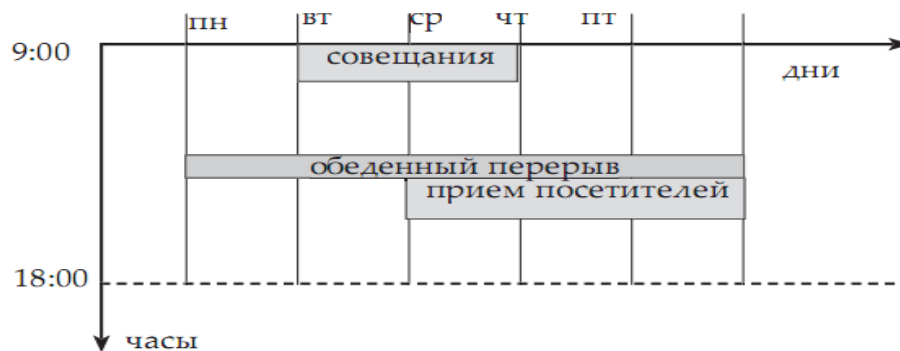 пн вт ср чт пт
9:00
совещания
дни
обеденный перерыв
прием посетителей
18:00
часы